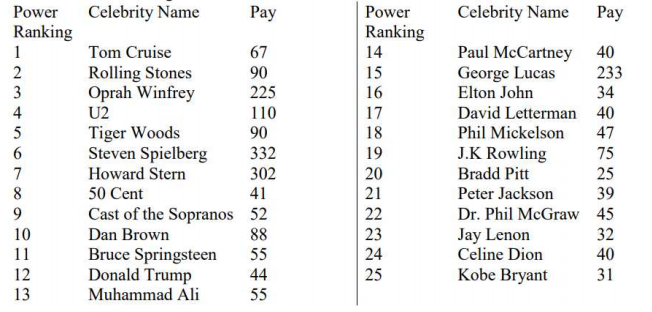 Power Celebrity Name Pay
Ranking
1 Tom Cruise 67
2 Rolling Stones 90
3 Oprah Winfrey 225
4 U2 110
5 Tiger Woods 90
6 Steven Spielberg 332
7 Howard Stern 302
8 50 Cent 41
9 Cast of the Sopranos 52
10 Dan Brown 88
11 Bruce Springsteen 55
12 Donald Trump 44
13 Muhammad Ali 55
Power Celebrity Name Pay
Ranking
14 Paul McCartney 40
15 George Lucas 233
16 Elton John 34
17 David Letterman 40
18 Phil Mickelson 47
19 J.K Rowling 75
20 Bradd Pitt 25
21 Peter Jackson 39
22 Dr. Phil McGraw 45
23 Jay Lenon 32
24 Celine Dion 40
25 Kobe Bryant 31